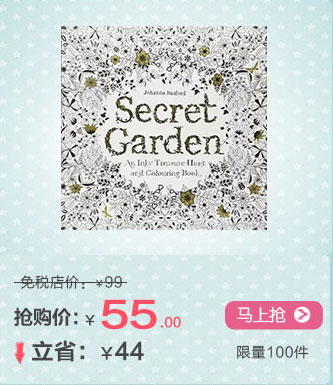 Johanna Basford
Secret
Garden
An Inky Treasure Hunt
and Colouring Book
免税店价：¥99
抢购价：¥55.00
马上抢
立省：¥44
限量100件